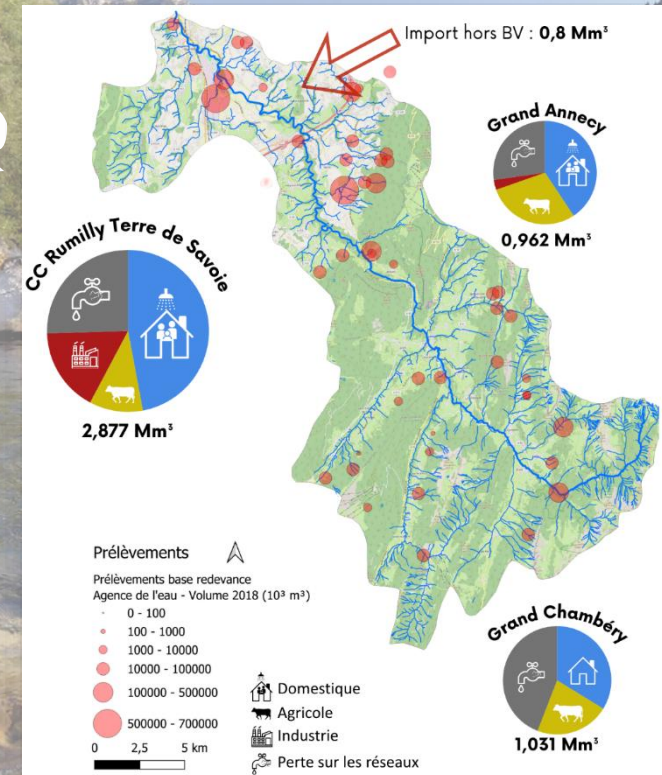 Import hors BV : 0,8 Mm³
Grand Annecy
0,962 Mm³
CC Rumilly Terre de Savoie
2,877 Mm³
Prélèvements
Prélèvements base redevance
Agence de l'eau - Volume 2018 (10³ m³)
0 - 100
100 - 1000
1000 - 10000
10000 - 100000
100000 - 500000
500000 - 700000
0 2,5 5 km
Domestique
Agricole
Industrie
Perte sur les réseaux
Grand Chambéry
1,031 Mm³